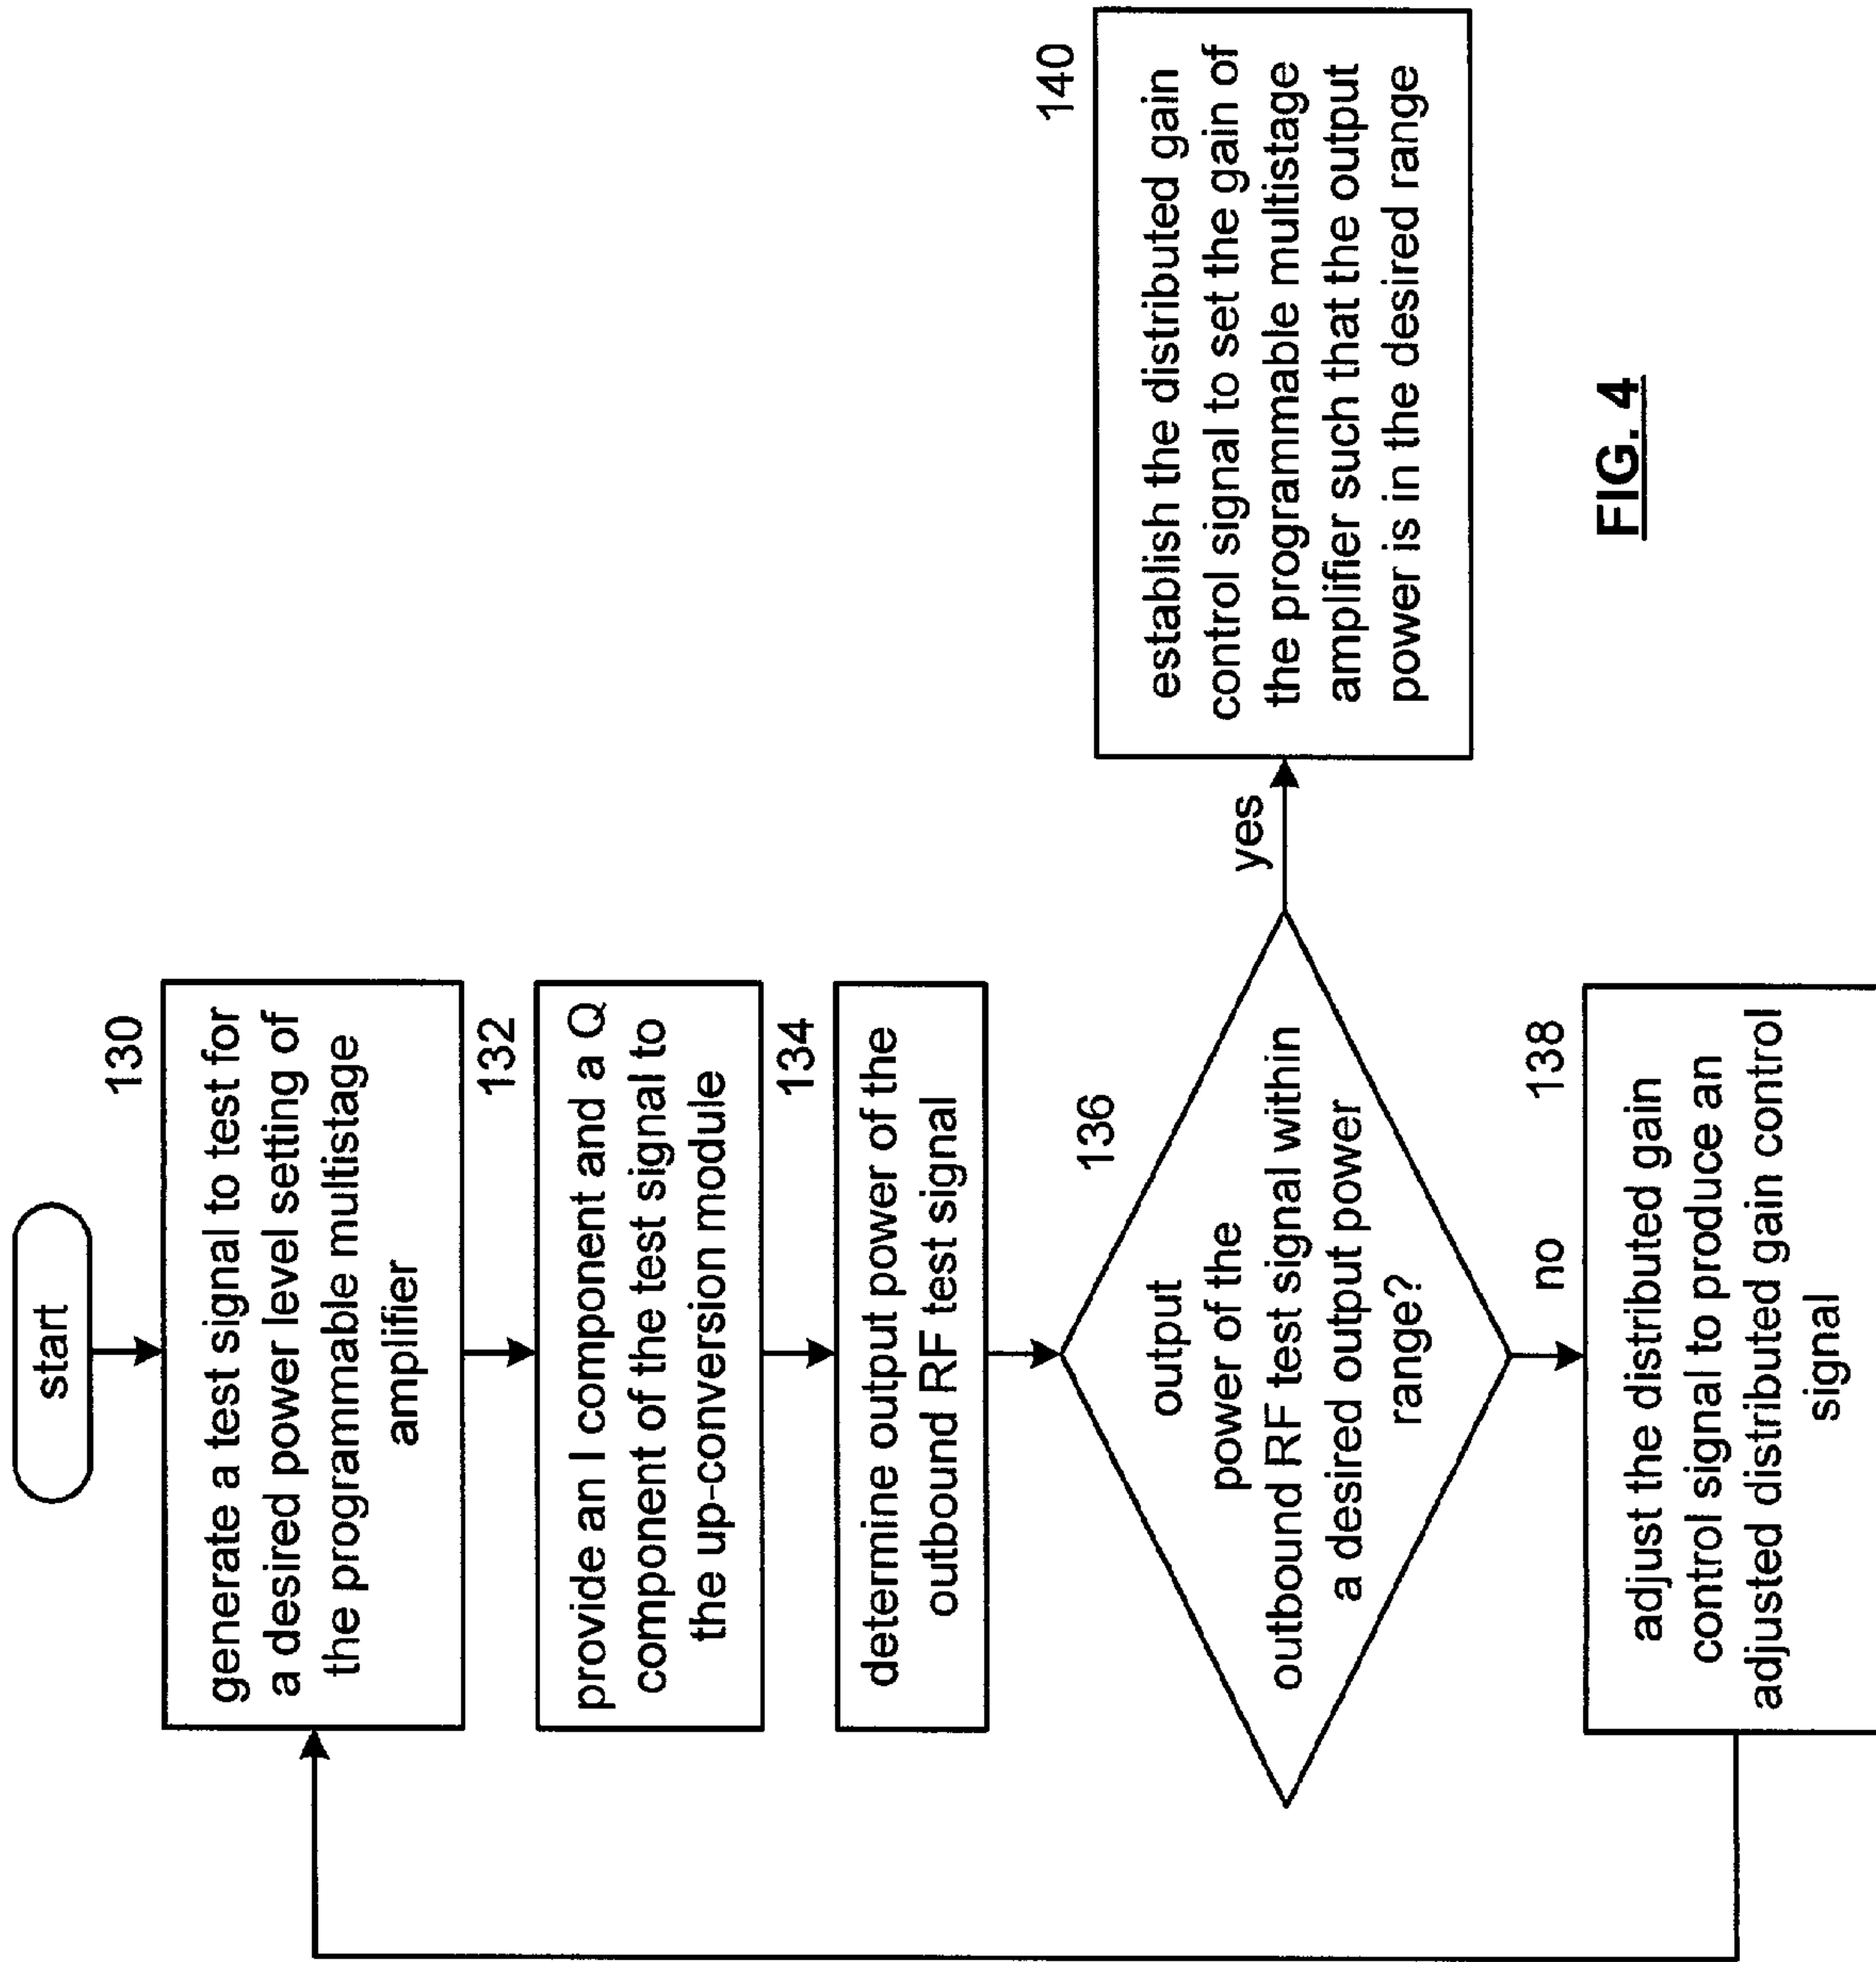 start
130
generate a test signal to test for
a desired power level setting of
the programmable multistage
amplifier
132
provide an I component and a Q
component of the test signal to
the up-conversion module
134
determine output power of the
outbound RF test signal
136
output
power of the
outbound RF test signal within
a desired output power
range?
yes
140
establish the distributed gain
control signal to set the gain of
the programmable multistage
amplifier such that the output
power is in the desired range
no
138
adjust the distributed gain
control signal to produce an
adjusted distributed gain control
signal
FIG. 4